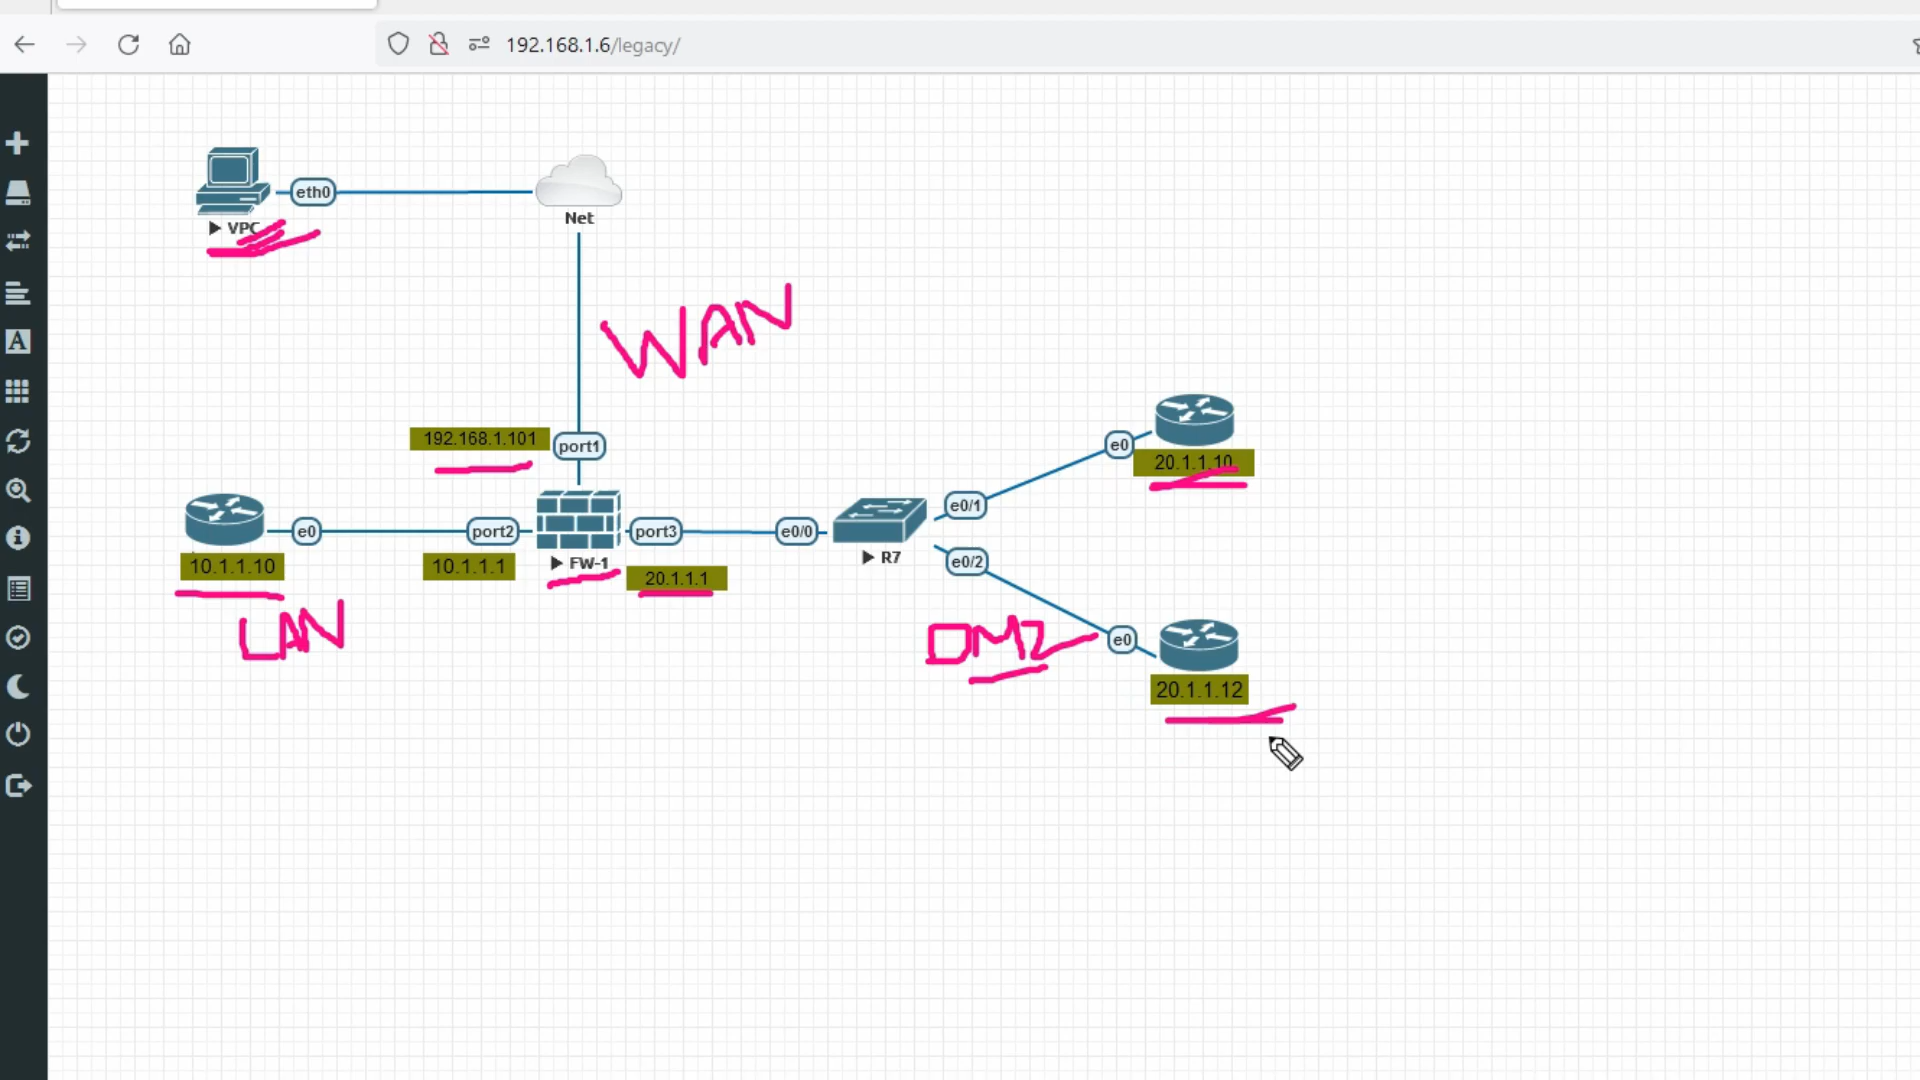 192.168.1.6/legacy/
eth0
VPC
Net
WAN
192.168.1.101
port1
e0
20.1.1.10
e0/1
e0
port2
port3
e0/0
10.1.1.10
10.1.1.1
FW-1
20.1.1.1
R7
e0/2
LAN
DMZ
e0
20.1.1.12